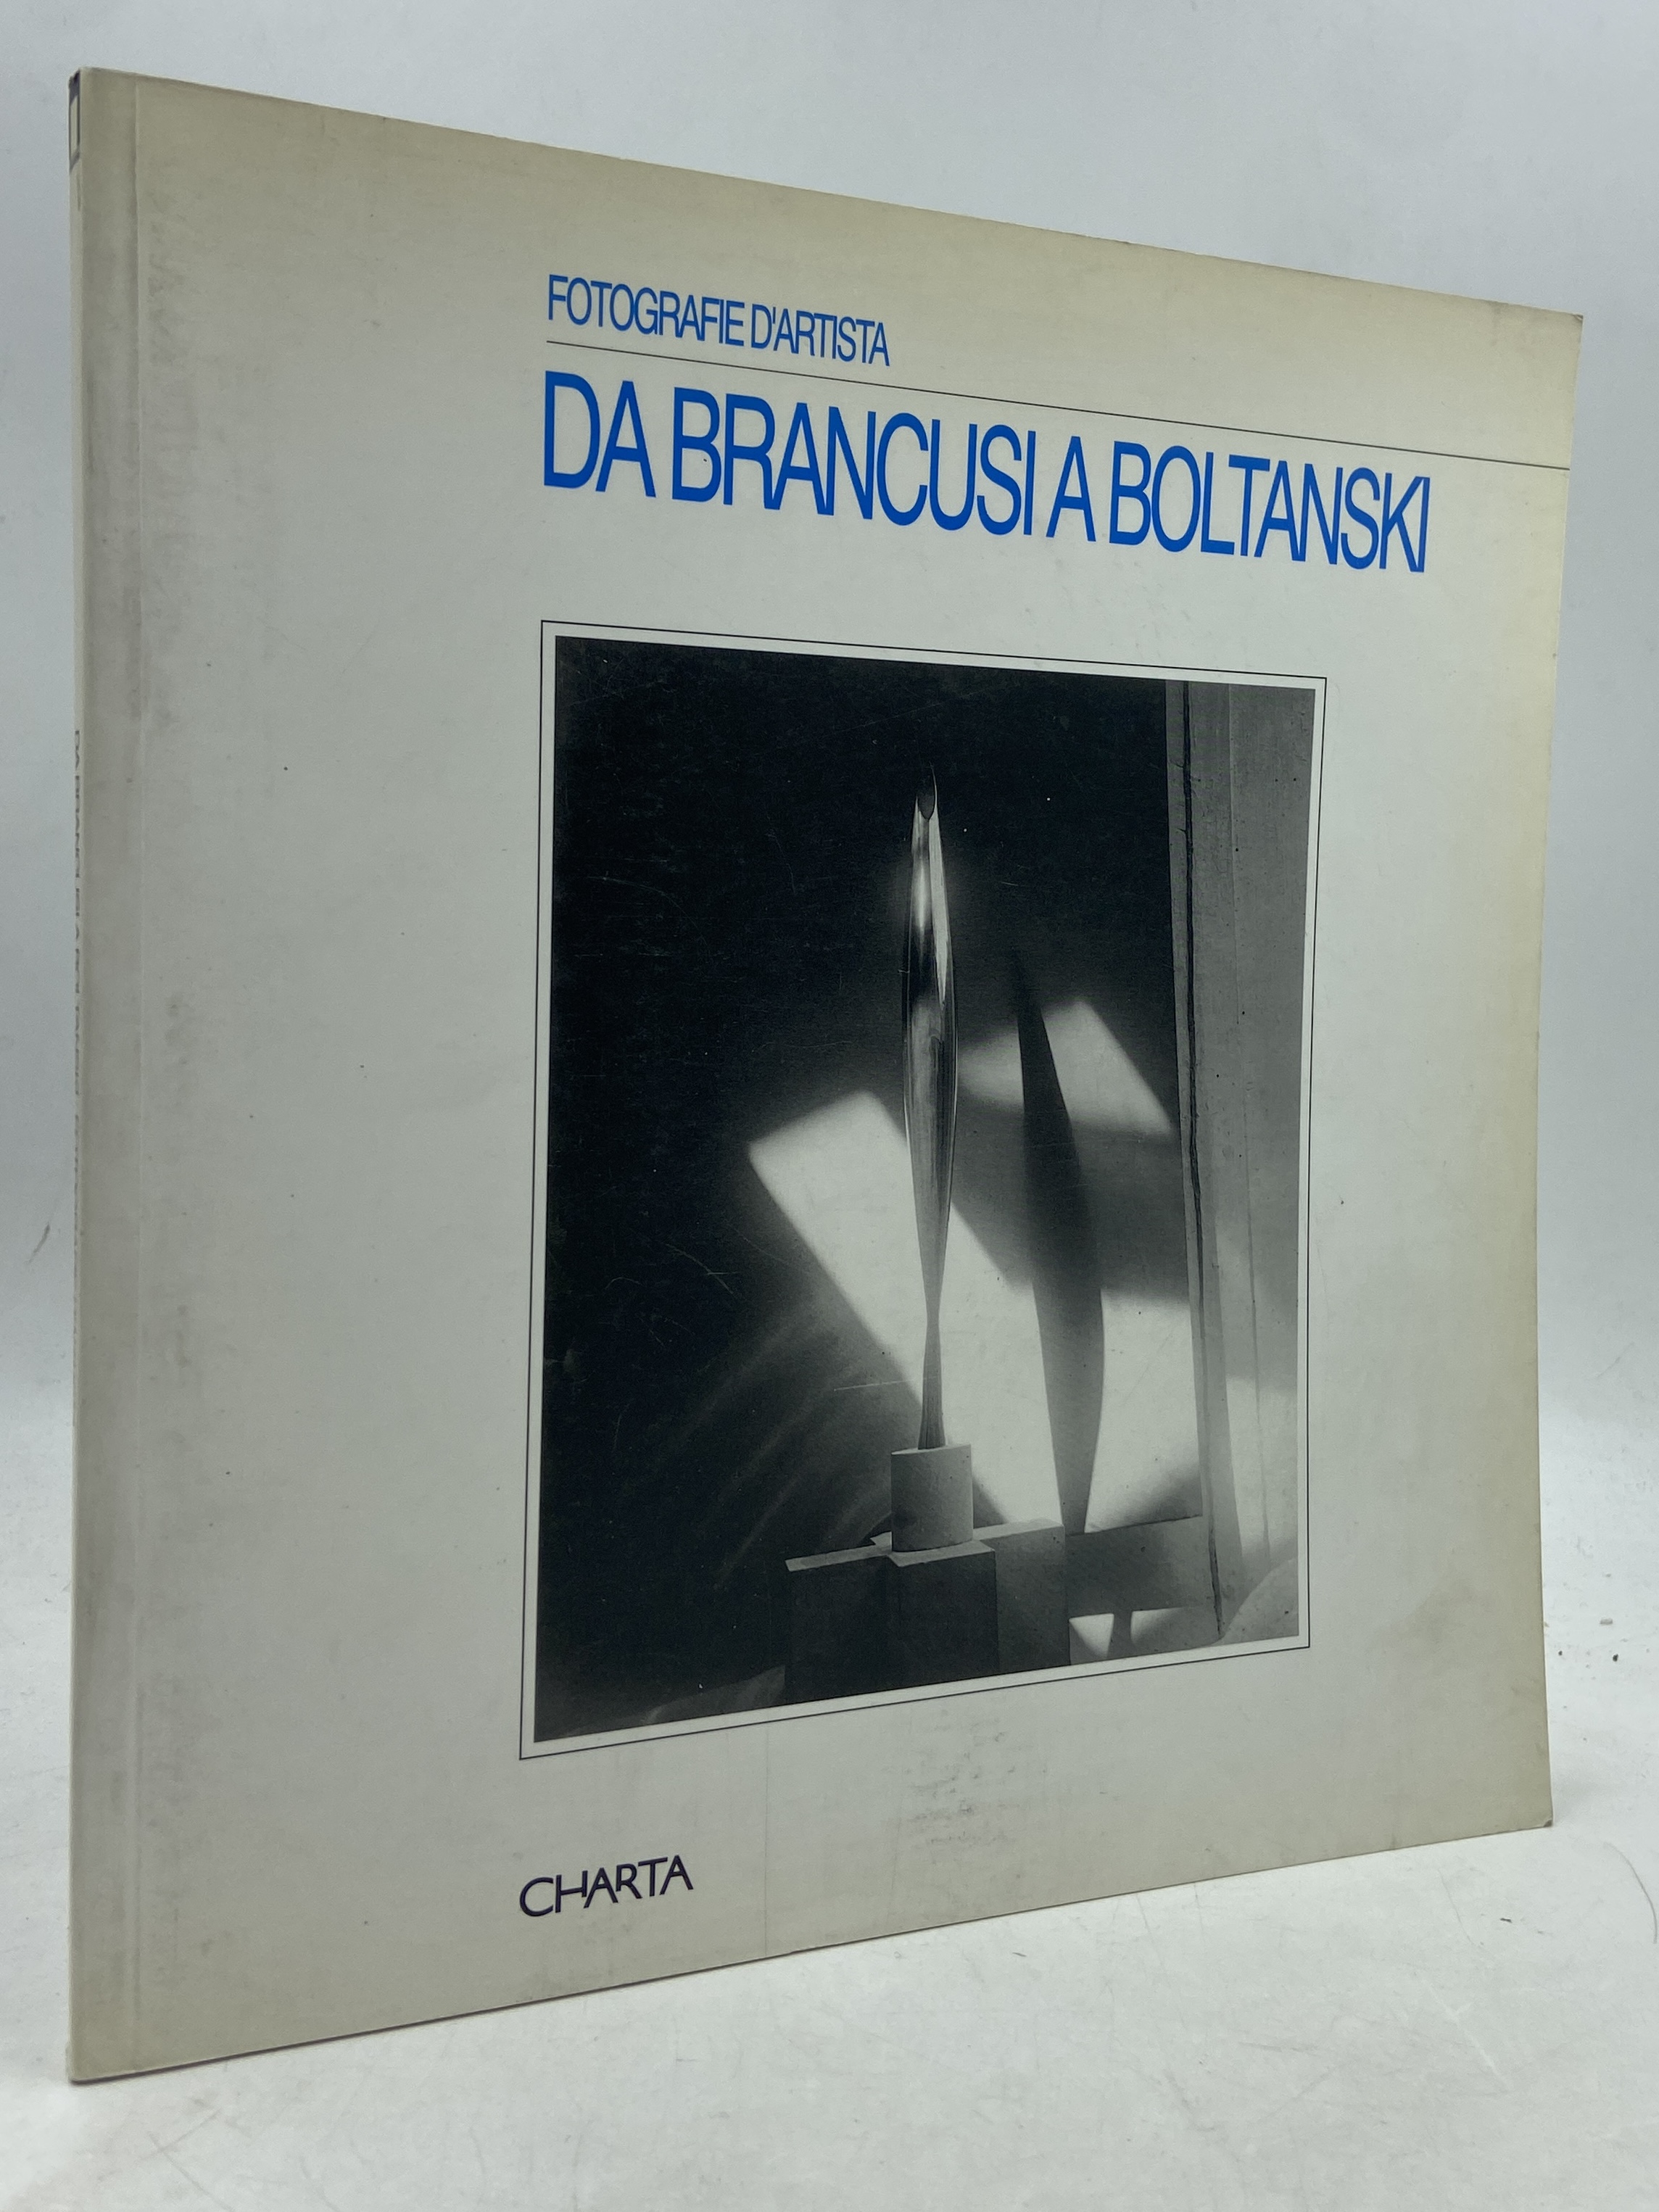 FOTOGRAFIE D'ARTISTA
DA BRANCUSI A BOLTANSKI
CHARTA